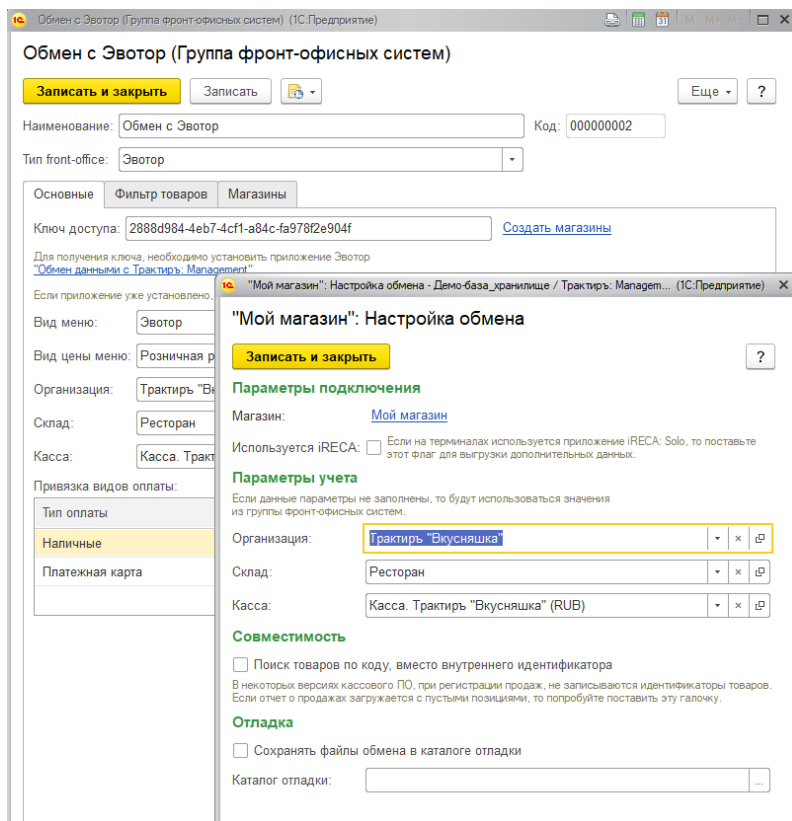 Обмен с Эвотор (Группа фронт-офисных систем) (1С:Предприятие)
M M+ M-
Обмен с Эвотор (Группа фронт-офисных систем)
Записать и закрыть Записать Еще ?
Наименование: Обмен с Эвотор Код: 000000002
Тип front-office: Эвотор
Основные Фильтр товаров Магазины
Ключ доступа: 2888d984-4eb7-4cf1-a84c-fa978f2e904f Создать магазины
Для получения ключа, необходимо установить приложение Эвотор
"Обмен данными с Трактиръ: Management"
Если приложение уже установлено,
Вид меню: Эвотор
Вид цены меню: Розничная р
Организация: Трактиръ "Вк
Склад: Ресторан
Касса: Касса. Тракт
Привязка видов оплаты:
Тип оплаты
Наличные
Платежная карта
"Мой магазин": Настройка обмена - Демо-база_хранилище / Трактиръ: Managem... (1С:Предприятие)
"Мой магазин": Настройка обмена
Записать и закрыть ?
Параметры подключения
Магазин: Мой магазин
Используется iRECA: Если на терминалах используется приложение iRECA: Solo, то поставьте
этот флаг для выгрузки дополнительных данных.
Параметры учета
Если данные параметры не заполнены, то будут использоваться значения
из группы фронт-офисных систем.
Организация: Трактиръ "Вкусняшка"
Склад: Ресторан
Касса: Касса. Трактиръ "Вкусняшка" (RUB)
Совместимость
Поиск товаров по коду, вместо внутреннего идентификатора
В некоторых версиях кассового ПО, при регистрации продаж, не записываются идентификаторы товаров.
Если отчет о продажах загружается с пустыми позициями, то попробуйте поставить эту галочку.
Отладка
Сохранять файлы обмена в каталоге отладки
Каталог отладки: ...